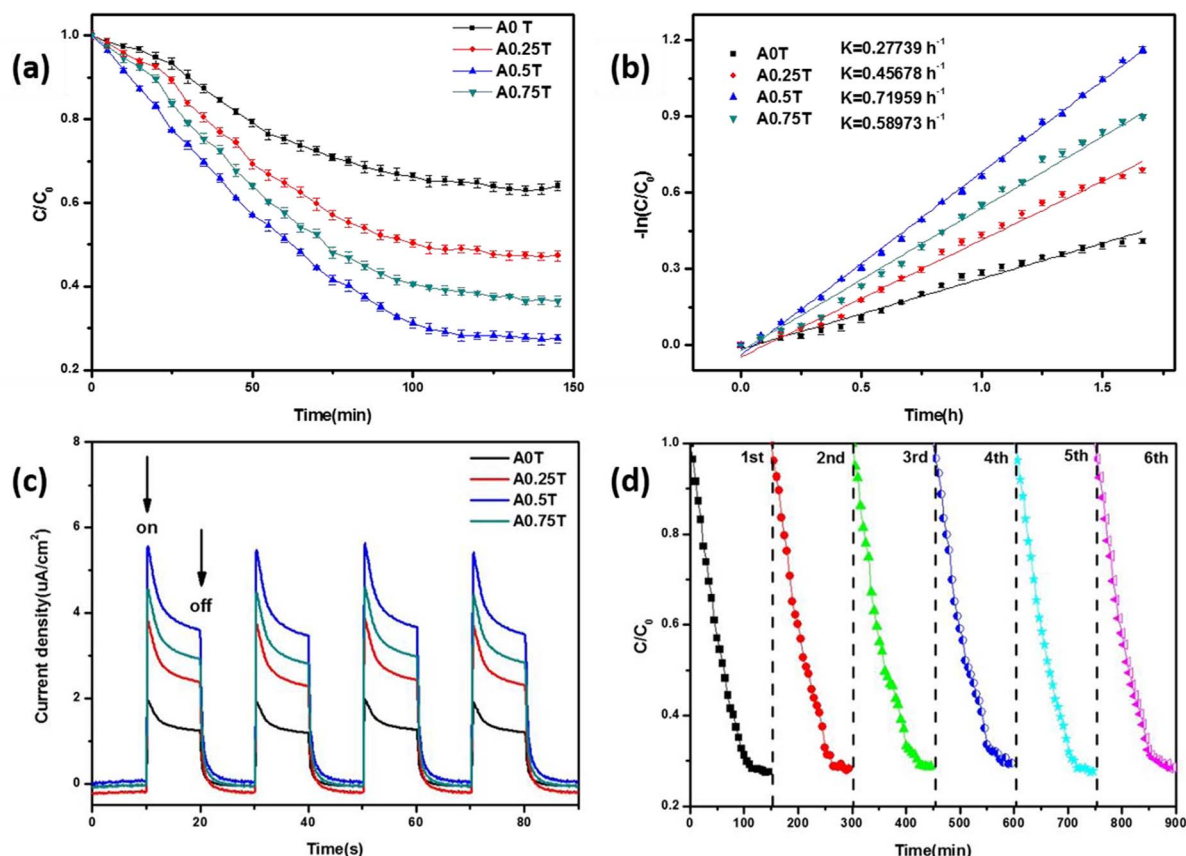 (a)
A0 T
A0.25T
A0.5T
A0.75T
1.0
0.8
0.6
0.4
0.2
C/C0
0 50 100 150
Time(min)
(b)
A0T K=0.27739 h-1
A0.25T K=0.45678 h-1
A0.5T K=0.71959 h-1
A0.75T K=0.58973 h-1
1.2
0.9
0.6
0.3
0.0
-ln(C/C0)
0.0 0.5 1.0 1.5
Time(h)
(c)
A0T
A0.25T
A0.5T
A0.75T
on
off
8
6
4
2
0
Current density(uA/cm2)
0 20 40 60 80
Time(s)
(d)
1st 2nd 3rd 4th 5th 6th
1.0
0.8
0.6
0.4
0.2
C/C0
0 100 200 300 400 500 600 700 800 900
Time(min)